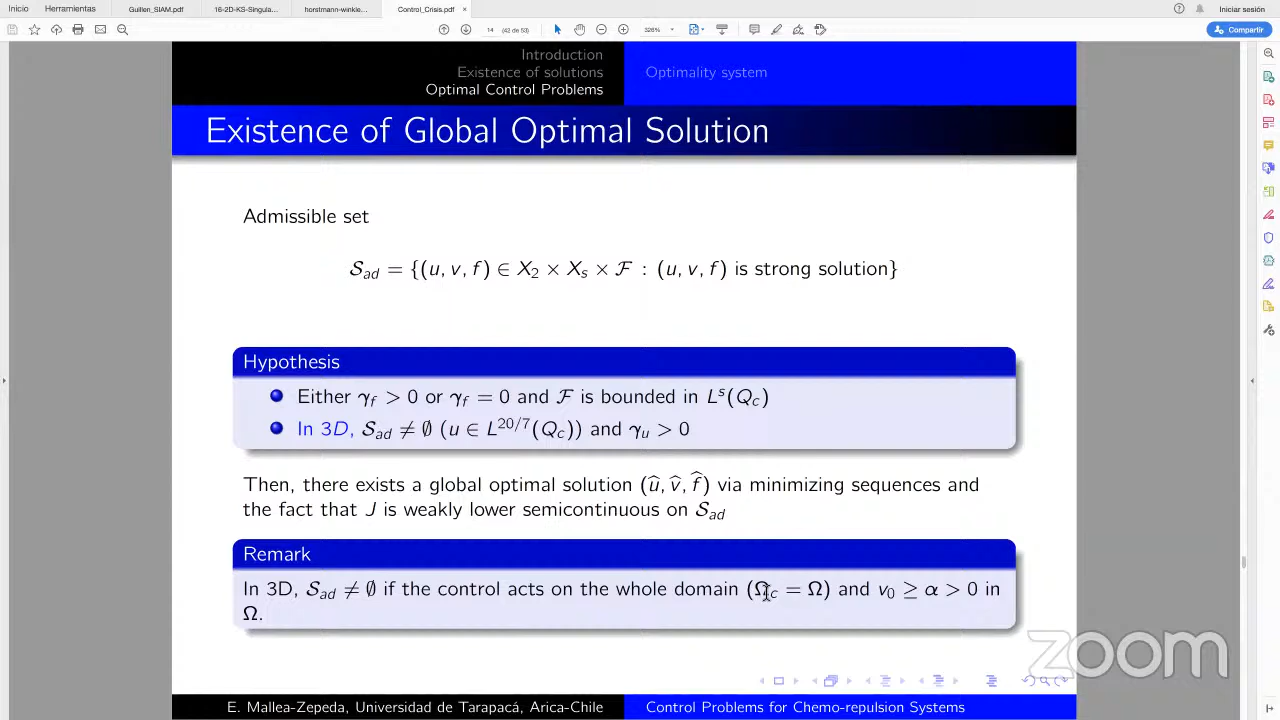 Inicio Herramientas Guillen_SIAM.pdf 16-2D-KS-Singula... horstmann-winkle... Control_Crisis.pdf × Iniciar sesión
14 (42 de 53) 326% Compartir
Introduction
Existence of solutions
Optimal Control Problems
Optimality system
Existence of Global Optimal Solution
Admissible set
𝒮_ad = {(u, v, f) ∈ X_2 × X_s × ℱ : (u, v, f) is strong solution}
Hypothesis
Either γ_f > 0 or γ_f = 0 and ℱ is bounded in L^s(Q_c)
In 3D, 𝒮_ad ≠ ∅ (u ∈ L^{20/7}(Q_c)) and γ_u > 0
Then, there exists a global optimal solution (û, v̂, f̂) via minimizing sequences and
the fact that J is weakly lower semicontinuous on 𝒮_ad
Remark
In 3D, 𝒮_ad ≠ ∅ if the control acts on the whole domain (Ω_c = Ω) and v_0 ≥ α > 0 in
Ω.
zoom
E. Mallea-Zepeda, Universidad de Tarapacá, Arica-Chile
Control Problems for Chemo-repulsion Systems